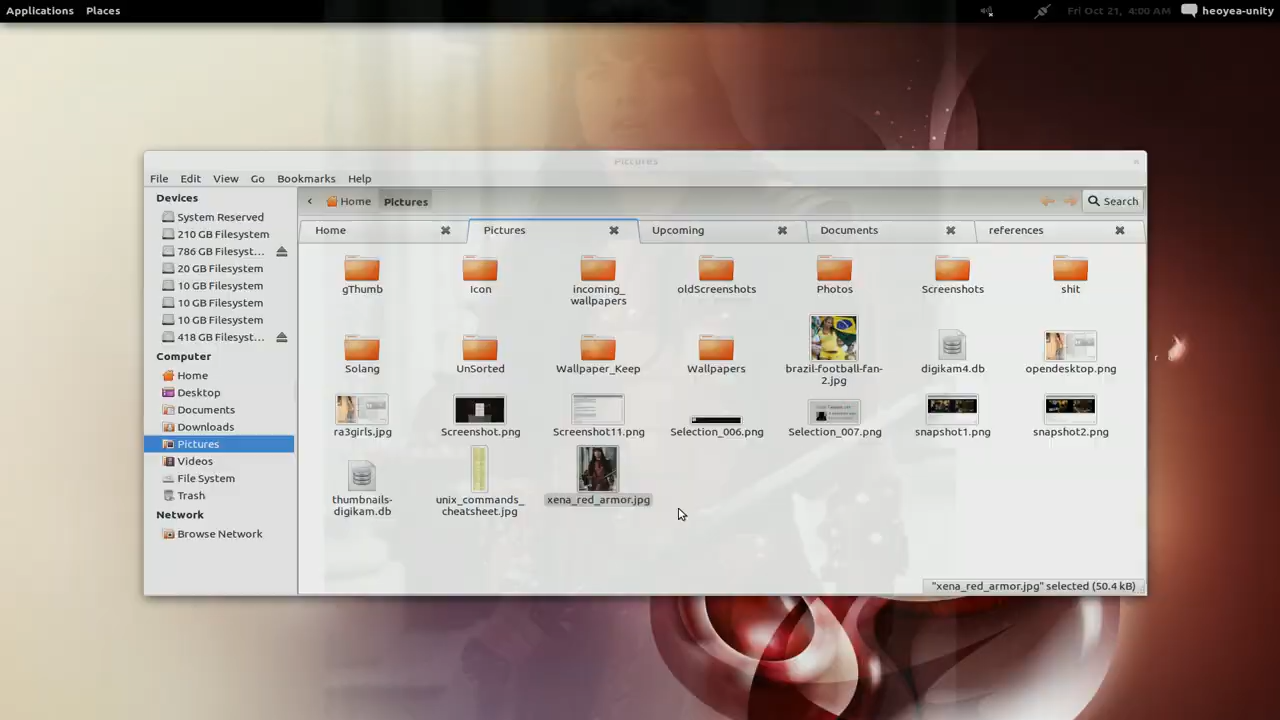 Applications Places Fri Oct 21, 4:00 AM heoyea-unity
Pictures
File Edit View Go Bookmarks Help
Devices
System Reserved
210 GB Filesystem
786 GB Filesyst...
20 GB Filesystem
10 GB Filesystem
10 GB Filesystem
10 GB Filesystem
418 GB Filesyst...
Computer
Home
Desktop
Documents
Downloads
Pictures
Videos
File System
Trash
Network
Browse Network
Home Pictures Search
Home Pictures Upcoming Documents references
gThumb Icon incoming_ oldScreenshots Photos Screenshots shit
wallpapers
Solang UnSorted Wallpaper_Keep Wallpapers brazil-football-fan- digikam4.db opendesktop.png
2.jpg
ra3girls.jpg Screenshot.png Screenshot11.png Selection_006.png Selection_007.png snapshot1.png snapshot2.png
thumbnails- unix_commands_ xena_red_armor.jpg
digikam.db cheatsheet.jpg
"xena_red_armor.jpg" selected (50.4 kB)